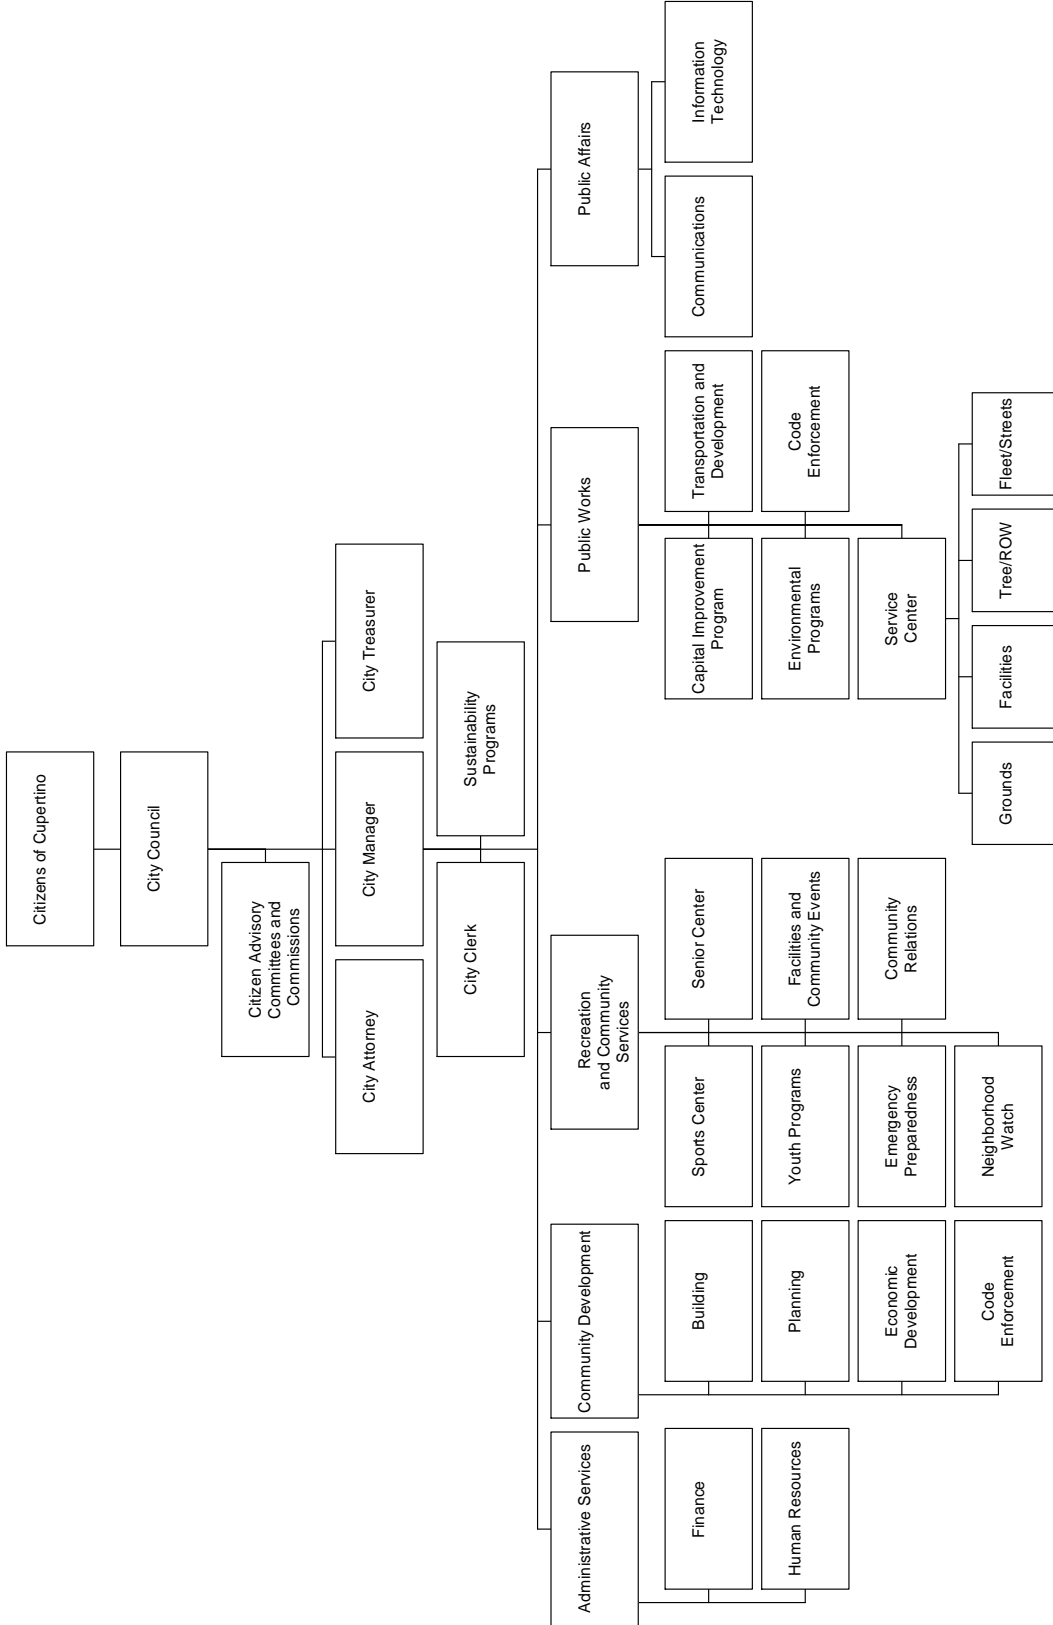 Citizens of Cupertino
City Council
Citizen Advisory
Committees and
Commissions
City Attorney
City Manager
City Treasurer
City Clerk
Sustainability
Programs
Administrative Services
Community Development
Recreation
and Community
Services
Public Works
Public Affairs
Finance
Human Resources
Building
Planning
Economic
Development
Code
Enforcement
Sports Center
Senior Center
Youth Programs
Facilities and
Community Events
Emergency
Preparedness
Community
Relations
Neighborhood
Watch
Capital Improvement
Program
Transportation and
Development
Environmental
Programs
Code
Enforcement
Service
Center
Grounds
Facilities
Tree/ROW
Fleet/Streets
Communications
Information
Technology